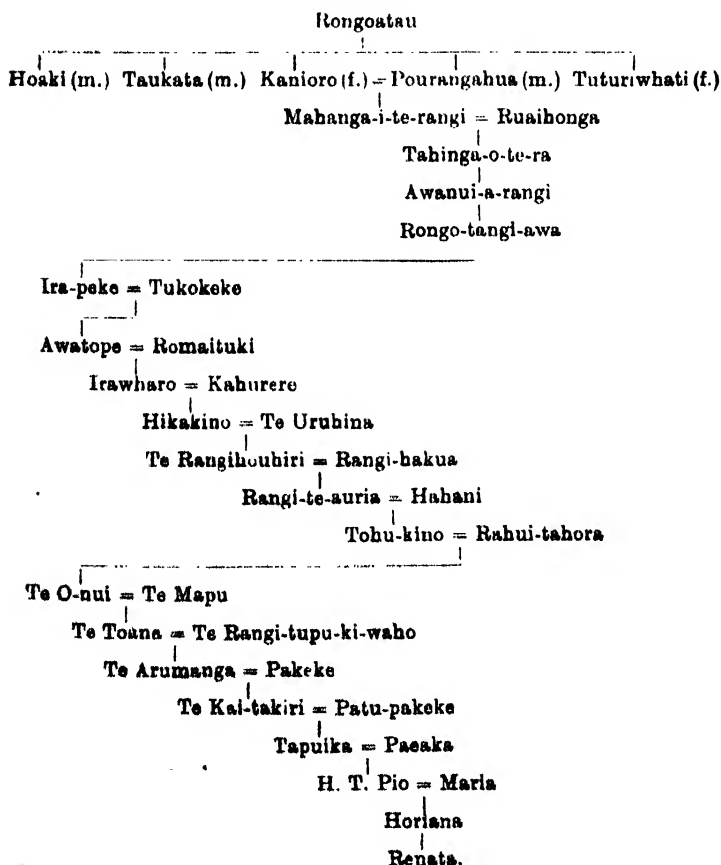 Rongoatau
Hoaki (m.) Taukata (m.) Kanioro (f.) = Pourangahua (m.) Tuturiwhati (f.)
Mahanga-i-te-rangi = Ruaihonga
Tahinga-o-te-ra
Awanui-a-rangi
Rongo-tangi-awa
Ira-peke = Tukokeke
Awatope = Romaituki
Irawharo = Kahurere
Hikakino = Te Uruhina
Te Rangihouhiri = Rangi-hakua
Rangi-te-auria = Hahani
Tohu-kino = Rahui-tahora
Te O-nui = Te Mapu
Te Toana = Te Rangi-tupu-ki-waho
Te Arumanga = Pakeke
Te Kai-takiri = Patu-pakeke
Tapuika = Paeaka
H. T. Pio = Maria
Horiana
Renata.